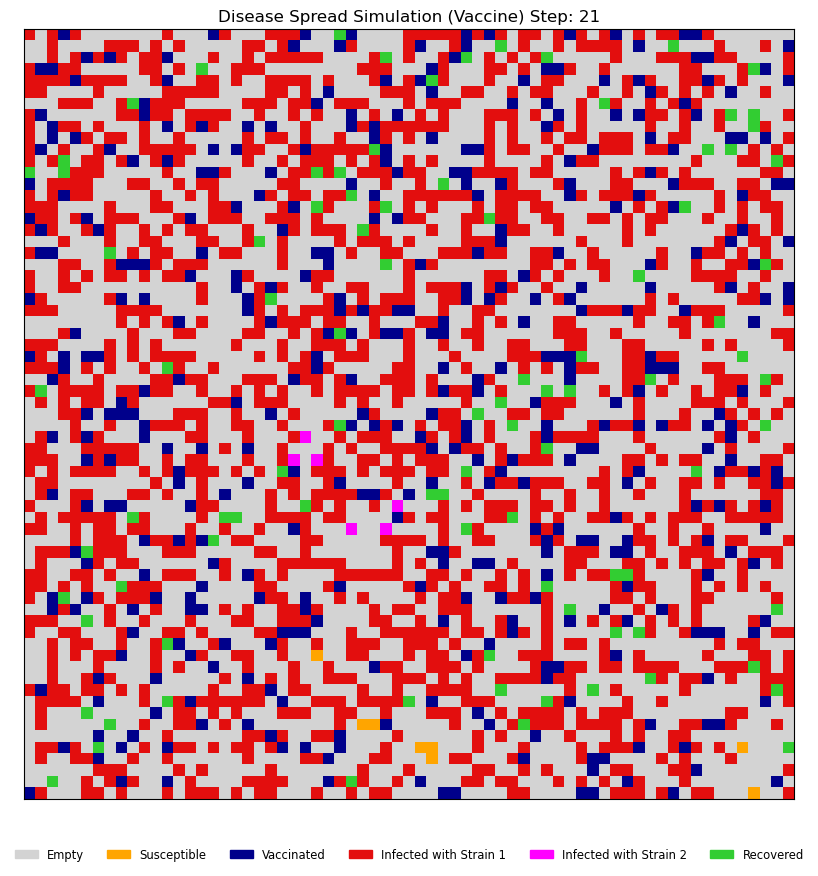 Disease Spread Simulation (Vaccine) Step: 21
Empty Susceptible Vaccinated Infected with Strain 1 Infected with Strain 2 Recovered